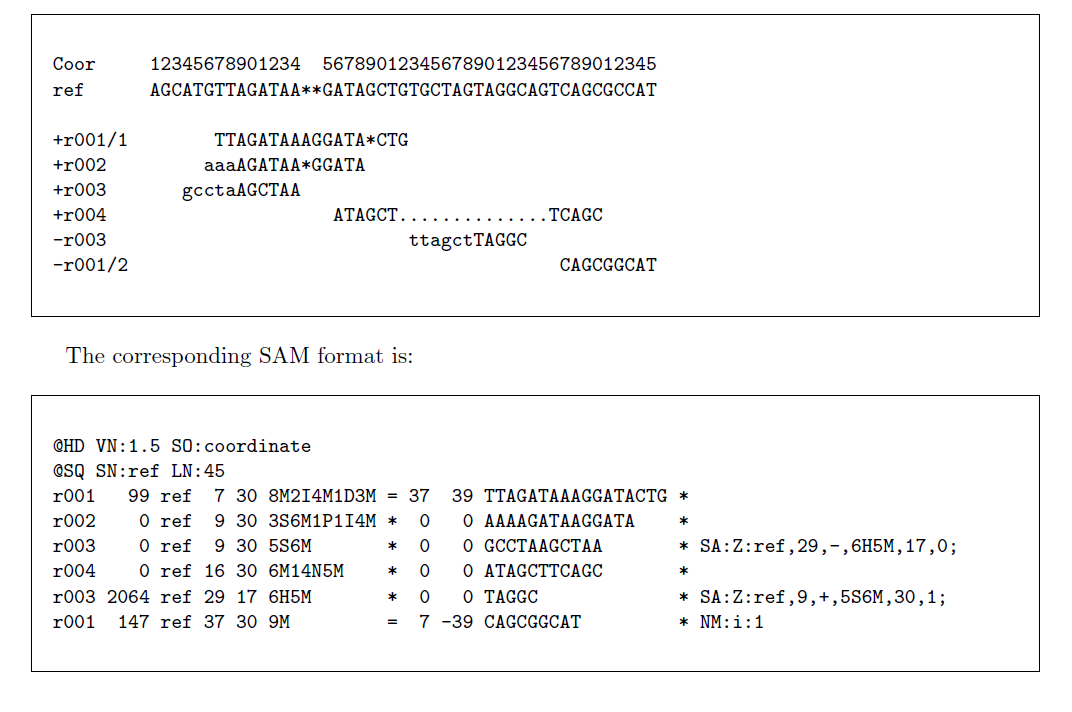 Coor     12345678901234  5678901234567890123456789012345
ref      AGCATGTTAGATAA**GATAGCTGTGCTAGTAGGCAGTCAGCGCCAT
+r001/1        TTAGATAAAGGATA*CTG
+r002         aaaAGATAA*GGATA
+r003       gcctaAGCTAA
+r004                     ATAGCT..............TCAGC
-r003                            ttagctTAGGC
-r001/2                                        CAGCGGCAT
The corresponding SAM format is:
@HD VN:1.5 SO:coordinate
@SQ SN:ref LN:45
r001   99 ref  7 30 8M2I4M1D3M = 37  39 TTAGATAAAGGATACTG *
r002    0 ref  9 30 3S6M1P1I4M *  0   0 AAAAGATAAGGATA    *
r003    0 ref  9 30 5S6M       *  0   0 GCCTAAGCTAA       * SA:Z:ref,29,-,6H5M,17,0;
r004    0 ref 16 30 6M14N5M    *  0   0 ATAGCTTCAGC       *
r003 2064 ref 29 17 6H5M       *  0   0 TAGGC             * SA:Z:ref,9,+,5S6M,30,1;
r001  147 ref 37 30 9M         =  7 -39 CAGCGGCAT         * NM:i:1